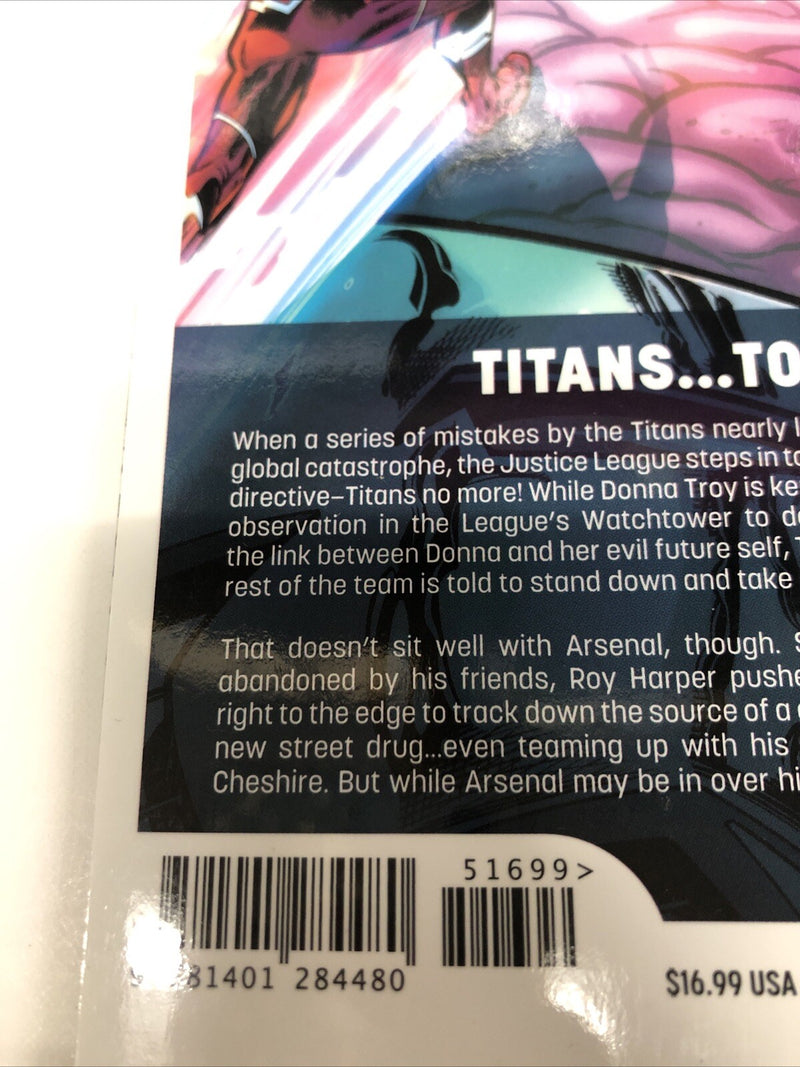 TITANS...TO
When a series of mistakes by the Titans nearly
global catastrophe, the Justice League steps in
directive–Titans no more! While Donna Troy is
observation in the League's Watchtower to
the link between Donna and her evil future self,
rest of the team is told to stand down and take
That doesn't sit well with Arsenal, though.
abandoned by his friends, Roy Harper
right to the edge to track down the source of a
new street drug...even teaming up with his
Cheshire. But while Arsenal may be in over
51699>
81401 284480
$16.99 USA